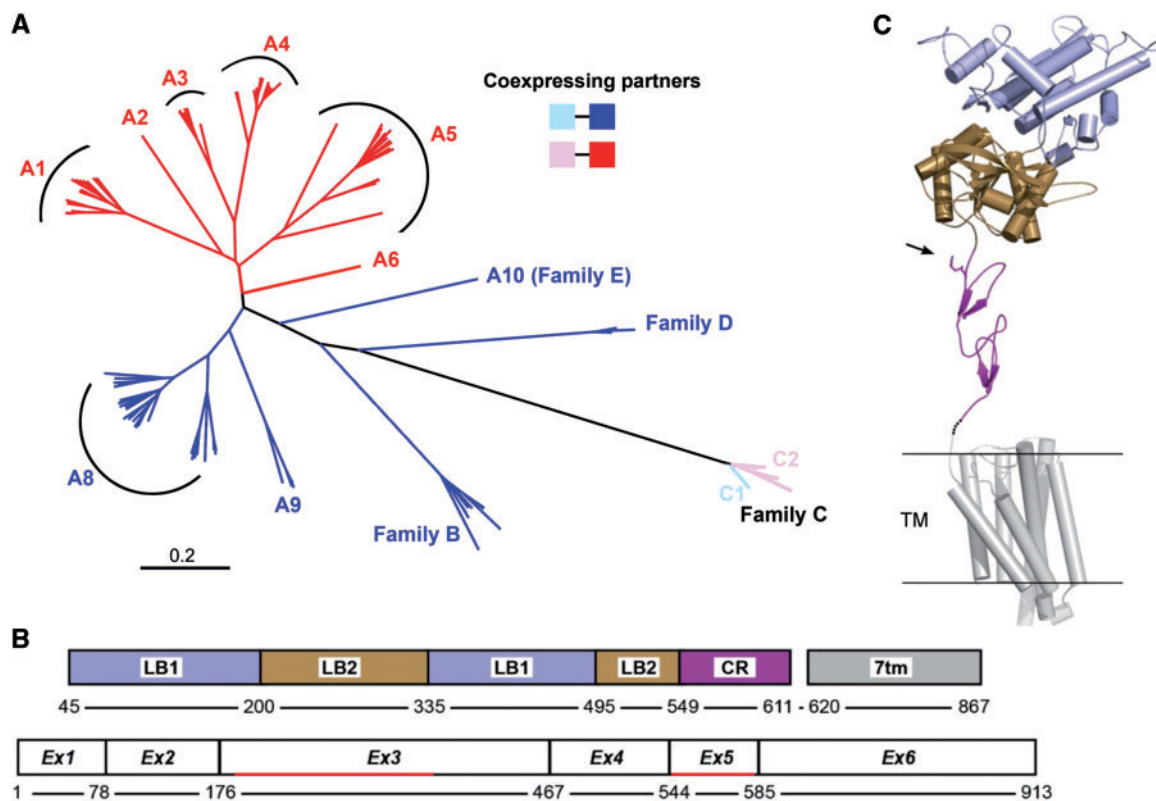 A
A4
A3
A2
A5
A1
Coexpressing partners
A6
A10 (Family E)
Family D
A8
A9
Family B
C2
C1
Family C
0.2
C
TM
B
LB1 LB2 LB1 LB2 CR 7tm
45 200 335 495 549 611 - 620 867
Ex1 Ex2 Ex3 Ex4 Ex5 Ex6
1 78 176 467 544 585 913